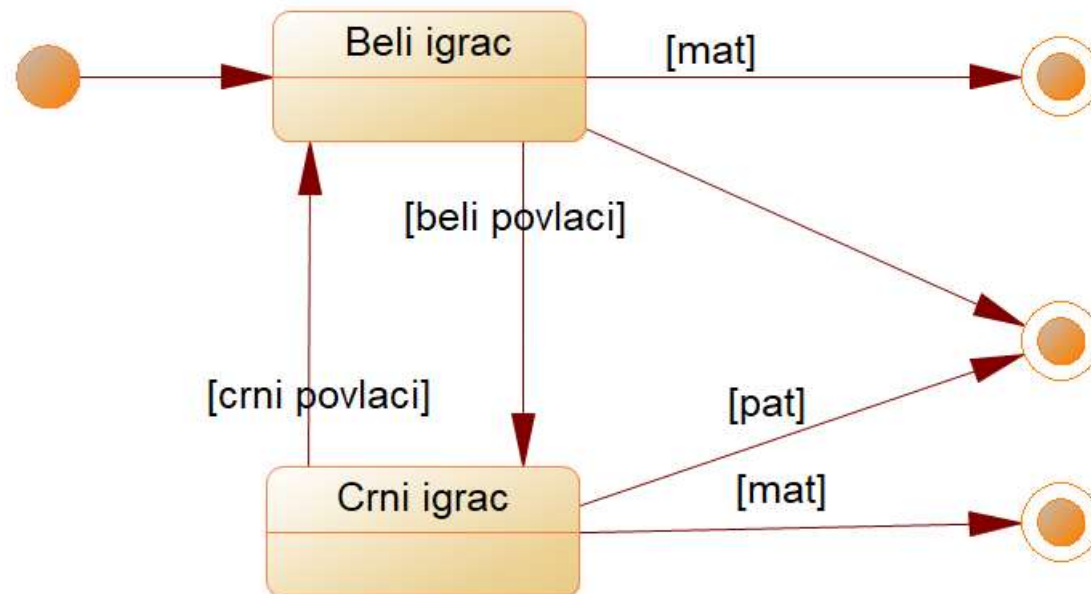 Beli igrac
[mat]
[beli povlaci]
[crni povlaci]
[pat]
Crni igrac
[mat]